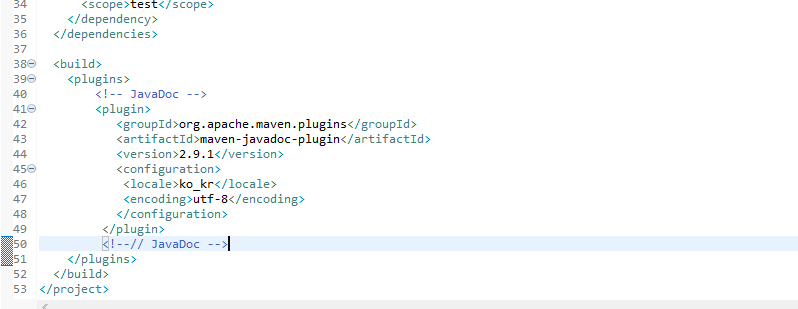 34 <scope>test</scope>
35 </dependency>
36 </dependencies>
37
38 <build>
39 <plugins>
40 <!-- JavaDoc -->
41 <plugin>
42 <groupId>org.apache.maven.plugins</groupId>
43 <artifactId>maven-javadoc-plugin</artifactId>
44 <version>2.9.1</version>
45 <configuration>
46 <locale>ko_kr</locale>
47 <encoding>utf-8</encoding>
48 </configuration>
49 </plugin>
50 <!--// JavaDoc -->
51 </plugins>
52 </build>
53 </project>